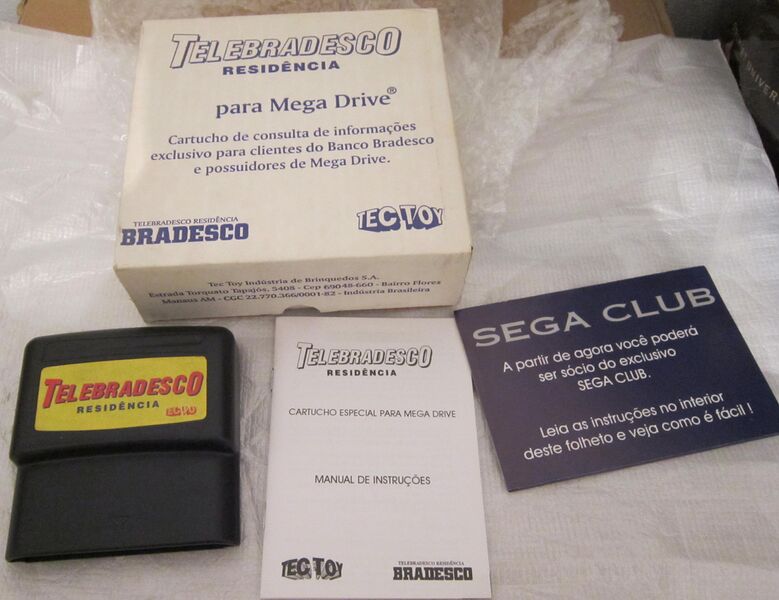 TELEBRADESCO
RESIDÊNCIA
para Mega Drive®
Cartucho de consulta de informações
exclusivo para clientes do Banco Bradesco
e possuidores de Mega Drive.
TELEBRADESCO RESIDÊNCIA
BRADESCO
TEC TOY
Tec Toy Indústria de Brinquedos S.A.
Estrada Torquato Tapajós, 5408 - Cep 69048-660 - Bairro Flores
Manaus AM - CGC 22.770.366/0001-82 - Indústria Brasileira
TELEBRADESCO
RESIDÊNCIA
TEC TOY
TELEBRADESCO
RESIDÊNCIA
CARTUCHO ESPECIAL PARA MEGA DRIVE
MANUAL DE INSTRUÇÕES
TEC TOY
TELEBRADESCO RESIDÊNCIA
BRADESCO
SEGA CLUB
A partir de agora você poderá
ser sócio do exclusivo
SEGA CLUB.
Leia as instruções no interior
deste folheto e veja como é fácil !